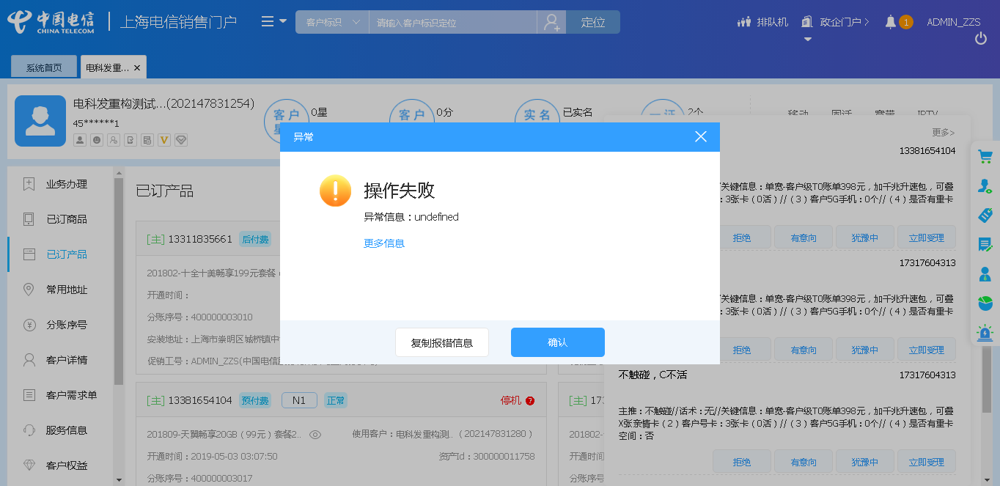 中国电信
CHINA TELECOM
上海电信销售门户
客户标识
请输入客户标识定位
定位
排队机
政企门户
1
ADMIN_ZZS
系统首页
电科发重...
电科发重构测试...(202147831254)
45******1
客户
0星
客户
0分
实名
已实名
一证
2个
移动 固话 宽带 IPTV
更多>
业务办理
已订商品
已订产品
常用地址
分账序号
客户详情
客户需求单
服务信息
客户权益
已订产品
[主] 13311835661 后付费
201802-十全十美畅享199元套餐
开通时间：
分账序号：400000003010
安装地址：上海市崇明区城桥镇中
促销工号：ADMIN_ZZS(中国电信
[主] 13381654104 预付费 N1 正常 停机
201809-天翼畅享20GB（99元）套餐2..
使用客户：电科发重构测..（202147831280）
开通时间：2019-05-03 03:07:50
资产Id：300000011758
分账序号：400000003017
[主] 173
201802-
开通时间
分账序号
异常
操作失败
异常信息：undefined
更多信息
复制报错信息
确认
13381654104
关键信息：单宽-客户级T0账单398元，加千兆升速包，可叠
：3张卡（0活）//（3）客户5G手机：0个//（4）是否有重卡
拒绝 有意向 犹豫中 立即受理
17317604313
关键信息：单宽-客户级T0账单398元，加千兆升速包，可叠
：3张卡（0活）//（3）客户5G手机：0个//（4）是否有重卡
拒绝 有意向 犹豫中 立即受理
不触碰，C不活
17317604313
主推：不触碰//话术：无//关键信息：单宽-客户级T0账单398元，加千兆升速包，可叠
X张亲情卡（2）客户号卡：3张卡（0活）//（3）客户5G手机：0个//（4）是否有重卡
空间：否
拒绝 有意向 犹豫中 立即受理